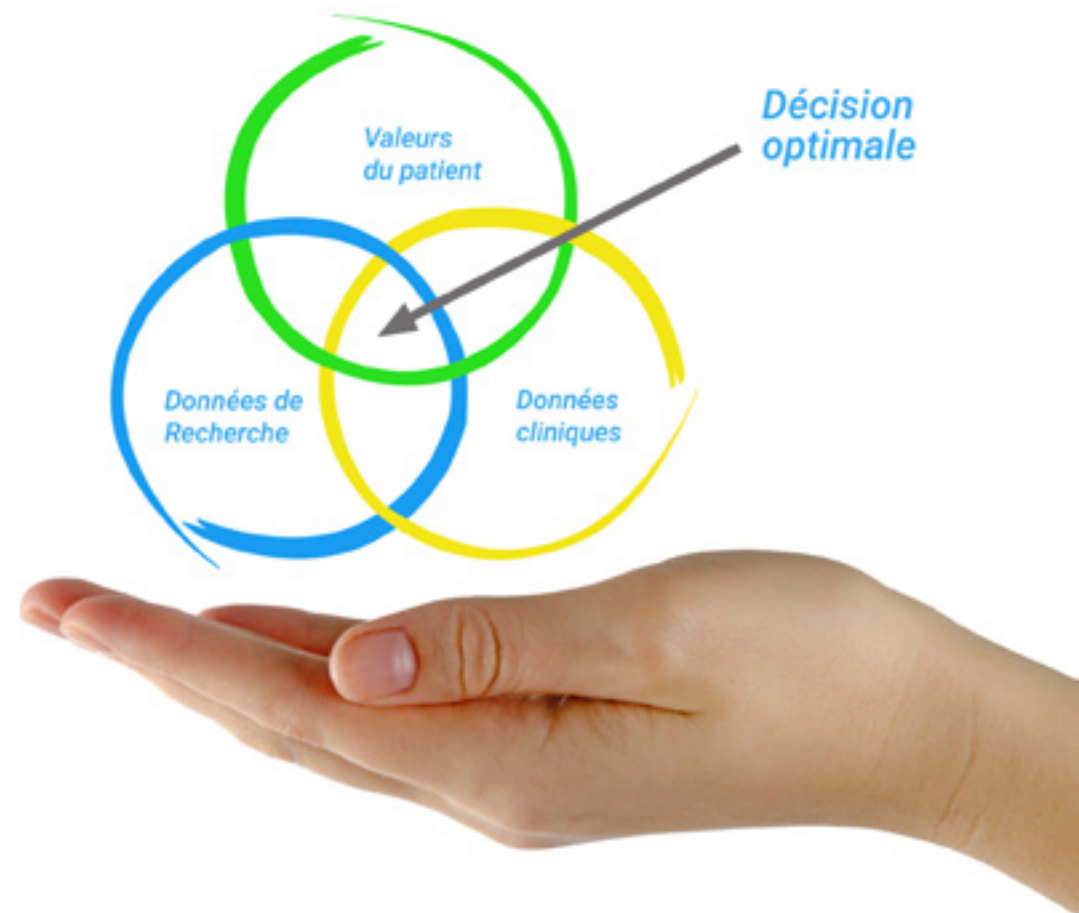 Décision
optimale
Valeurs
du patient
Données de
Recherche
Données
cliniques